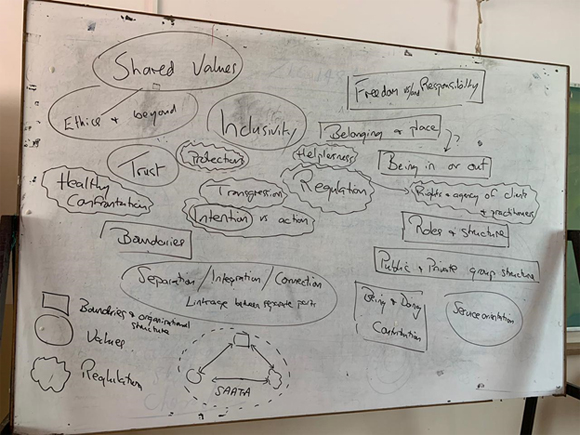 Shared Values
Freedom vs/and Responsibility
Ethics & beyond
Inclusivity
Belonging & place
?
Trust
Protection
Helplessness
Being in or out
Healthy
Confrontation
Transgression
Regulation
Rights & agency of clients
& practitioners
Intention vs action
Boundaries
Roles & structure
Public & Private group structure
Separation/Integration/Connection
Linkage between separate parts
Being & Doing
Contribution
Service orientation
Boundaries & organizational
structure
Values
Regulation
SAATA